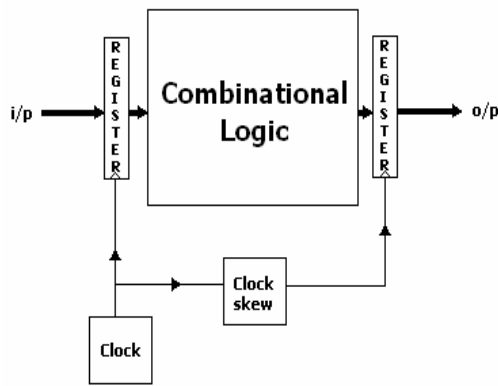 i/p
REGISTER
Combinational
Logic
REGISTER
o/p
Clock
skew
Clock